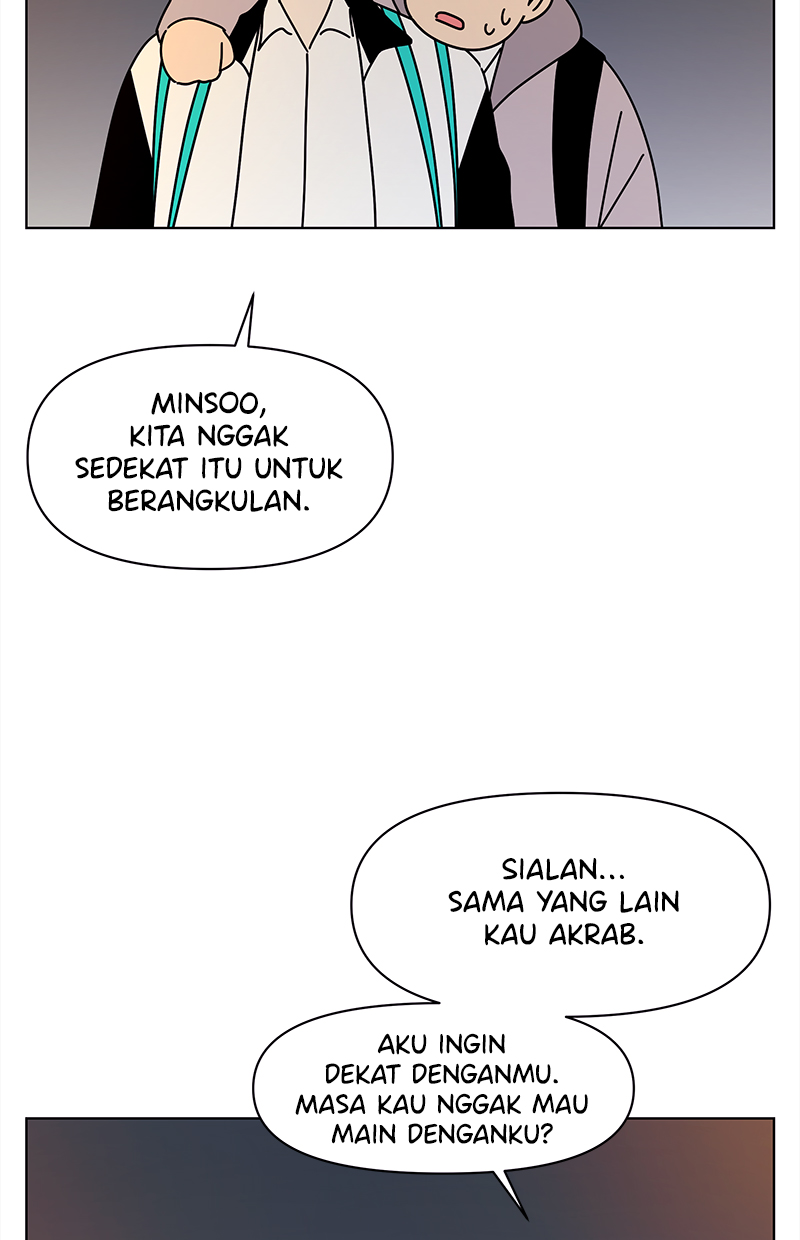 MINSOO,
KITA NGGAK
SEDEKAT ITU UNTUK
BERANGKULAN.
SIALAN...
SAMA YANG LAIN
KAU AKRAB.
AKU INGIN
DEKAT DENGANMU.
MASA KAU NGGAK MAU
MAIN DENGANKU?